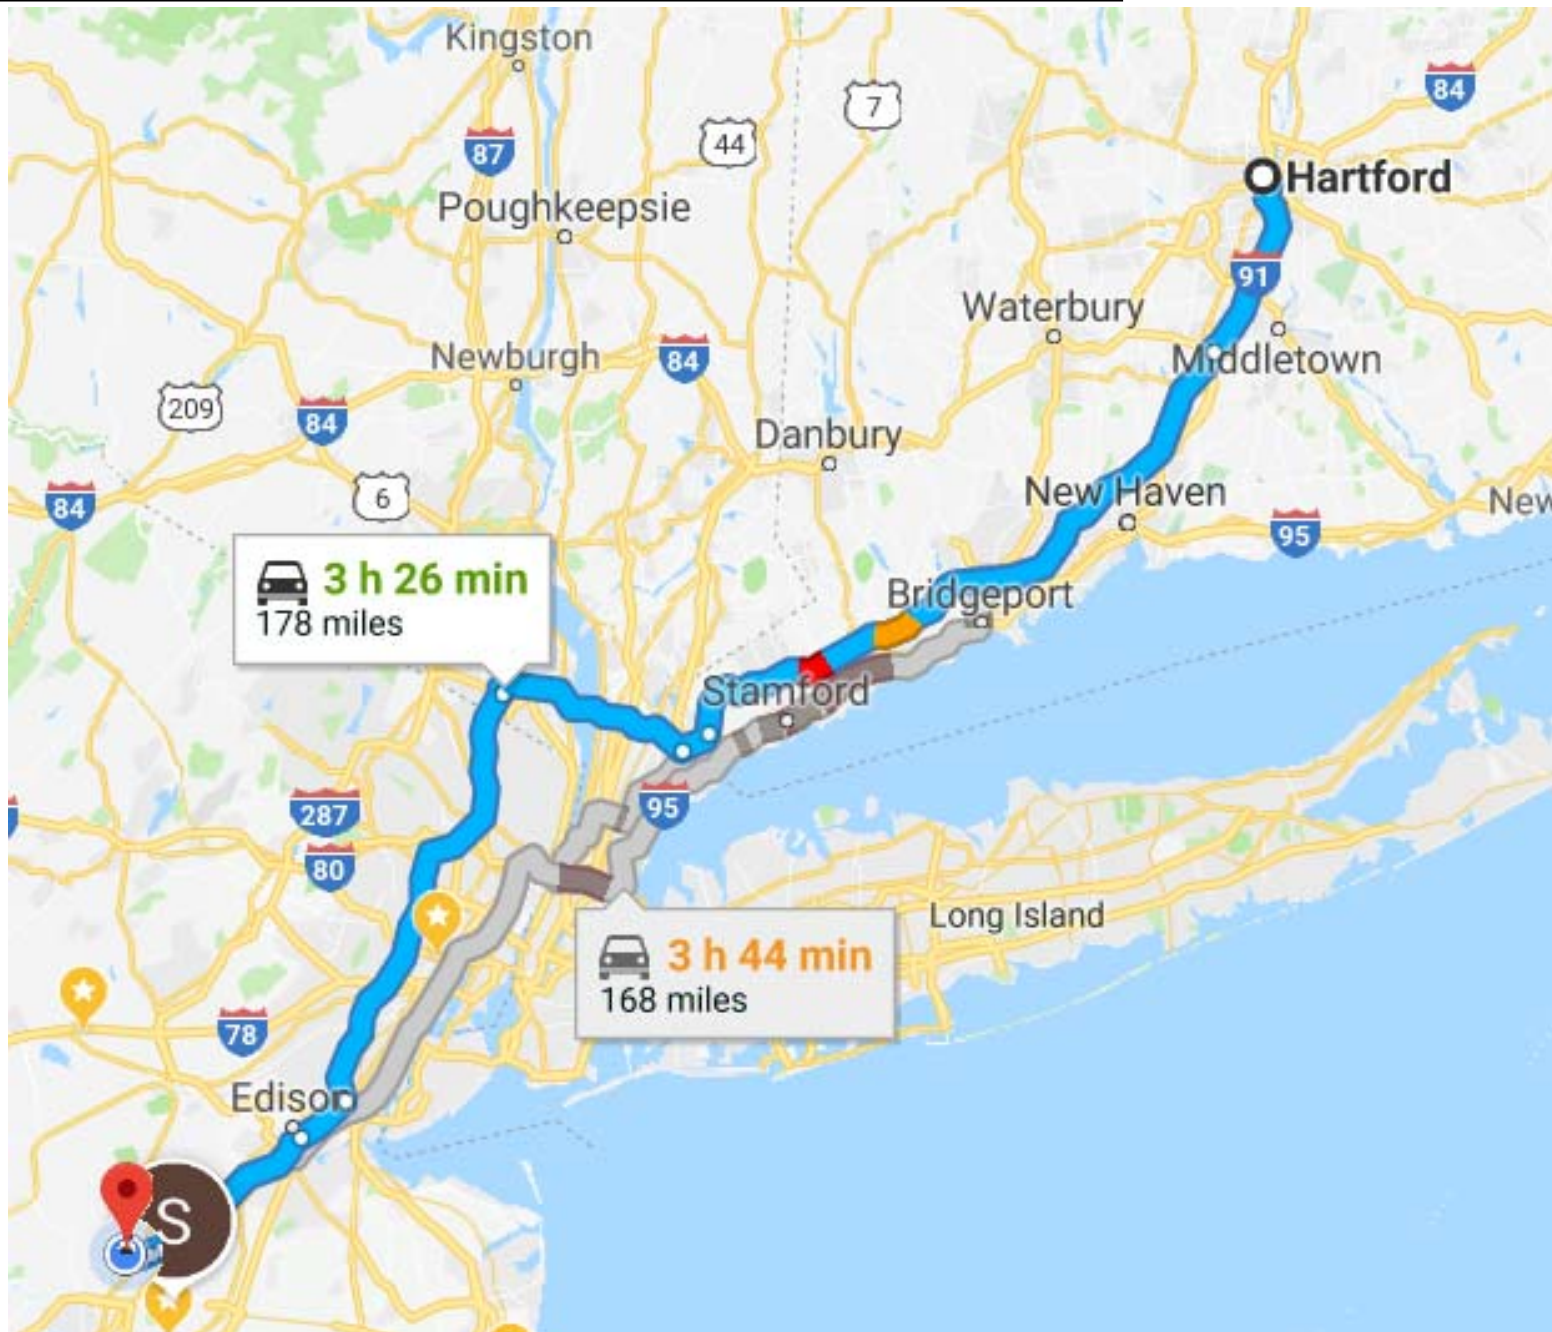 Kingston
84
7
44
87
Hartford
Poughkeepsie
91
Waterbury
Newburgh
84
Middletown
209
84
Danbury
6
84
New Haven
New
95
3 h 26 min
178 miles
Bridgeport
Stamford
287
95
80
Long Island
3 h 44 min
168 miles
78
Edison
S